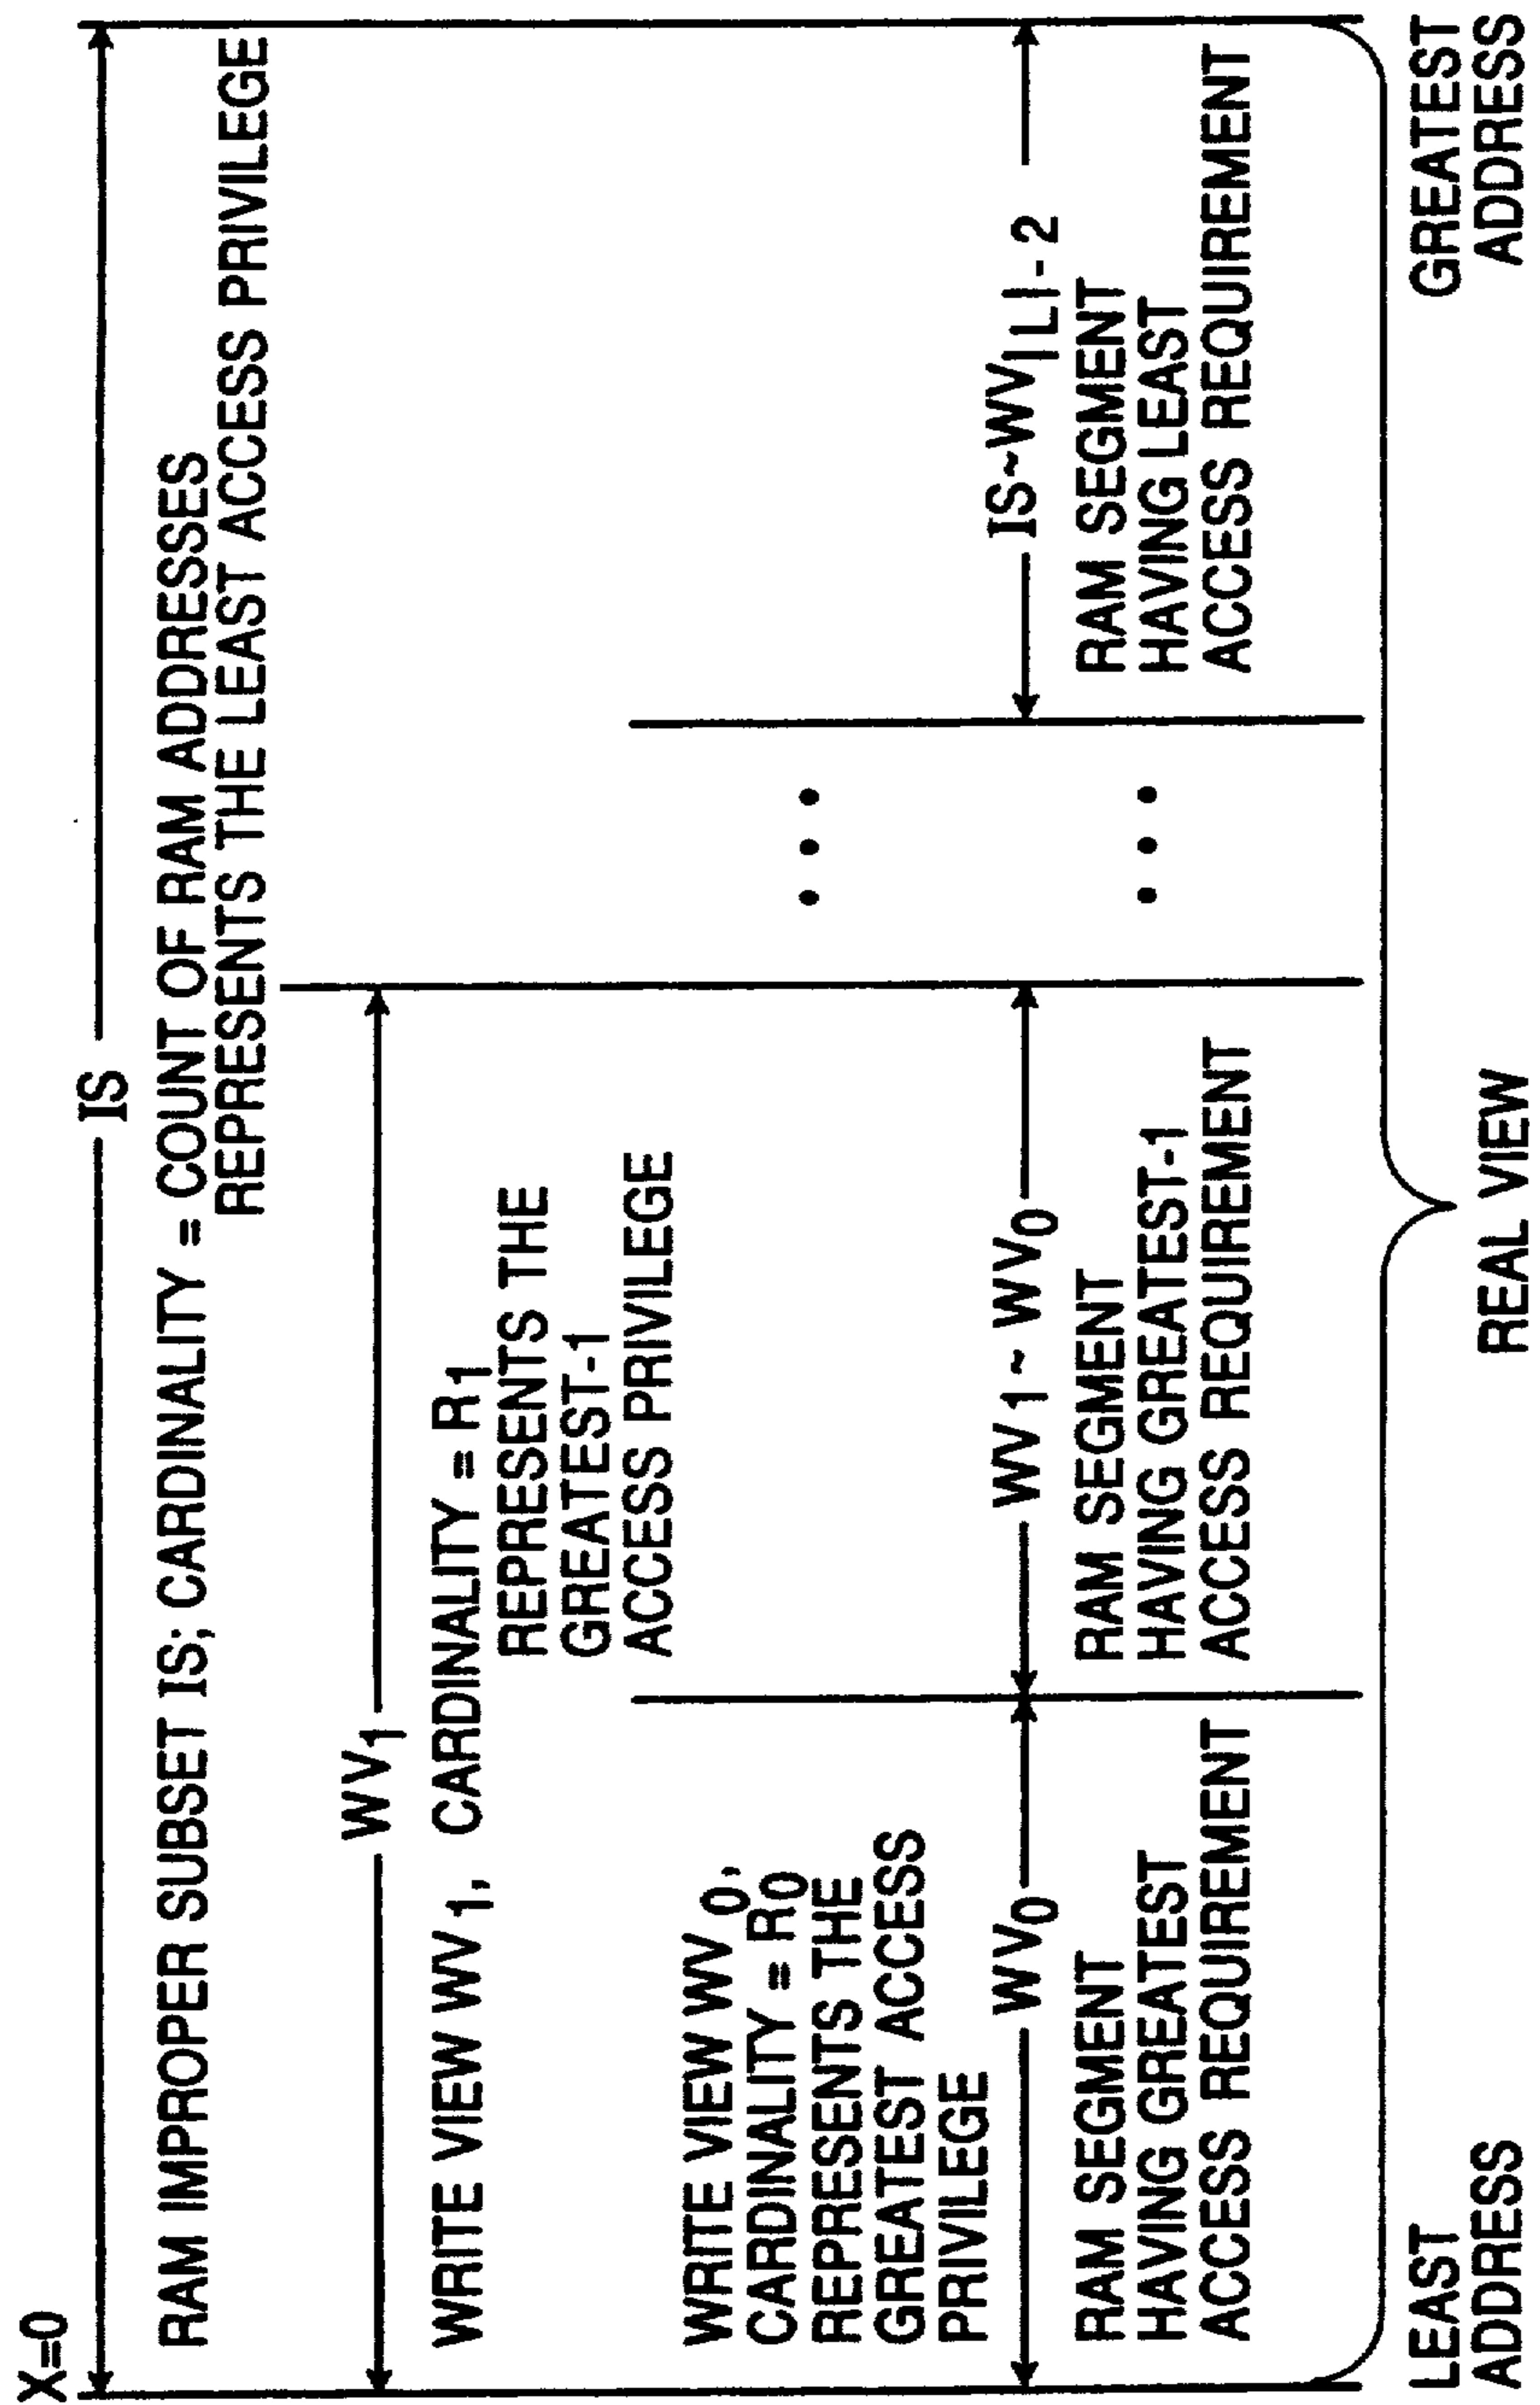 X=0
IS
RAM IMPROPER SUBSET IS; CARDINALITY = COUNT OF RAM ADDRESSES
REPRESENTS THE LEAST ACCESS PRIVILEGE
WV1
WRITE VIEW WV1, CARDINALITY = R1
REPRESENTS THE
GREATEST-1
ACCESS PRIVILEGE
WRITE VIEW WV0,
CARDINALITY = R0
REPRESENTS THE
GREATEST ACCESS
PRIVILEGE
WV0
RAM SEGMENT
HAVING GREATEST
ACCESS REQUIREMENT
WV1 ~ WV0
RAM SEGMENT
HAVING GREATEST-1
ACCESS REQUIREMENT
IS~WV|L|-2
RAM SEGMENT
HAVING LEAST
ACCESS REQUIREMENT
LEAST
ADDRESS
REAL VIEW
GREATEST
ADDRESS